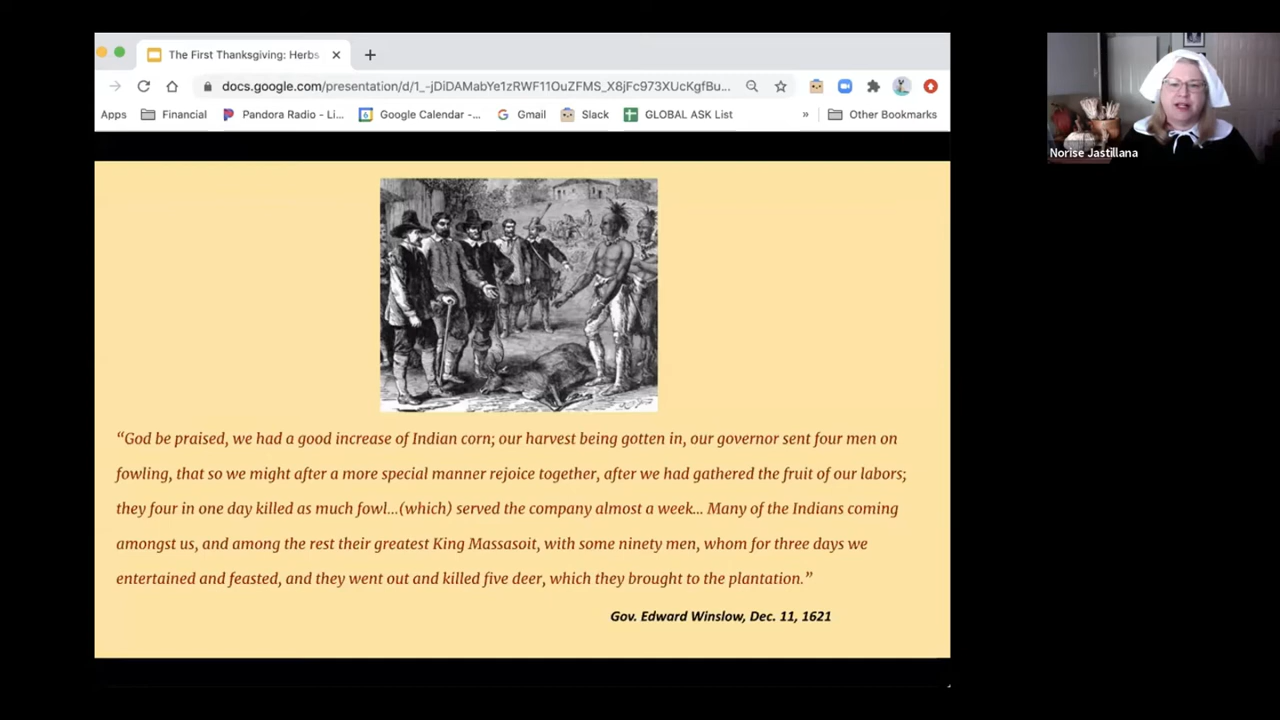 The First Thanksgiving: Herbs
docs.google.com/presentation/d/1_-jDiDAMabYe1zRWF11OuZFMS_X8jFc973XUcKgfBu...
Apps Financial Pandora Radio - Li... Google Calendar -... Gmail Slack GLOBAL ASK List » Other Bookmarks
Norise Jastillana
“God be praised, we had a good increase of Indian corn; our harvest being gotten in, our governor sent four men on
fowling, that so we might after a more special manner rejoice together, after we had gathered the fruit of our labors;
they four in one day killed as much fowl...(which) served the company almost a week... Many of the Indians coming
amongst us, and among the rest their greatest King Massasoit, with some ninety men, whom for three days we
entertained and feasted, and they went out and killed five deer, which they brought to the plantation.”
Gov. Edward Winslow, Dec. 11, 1621